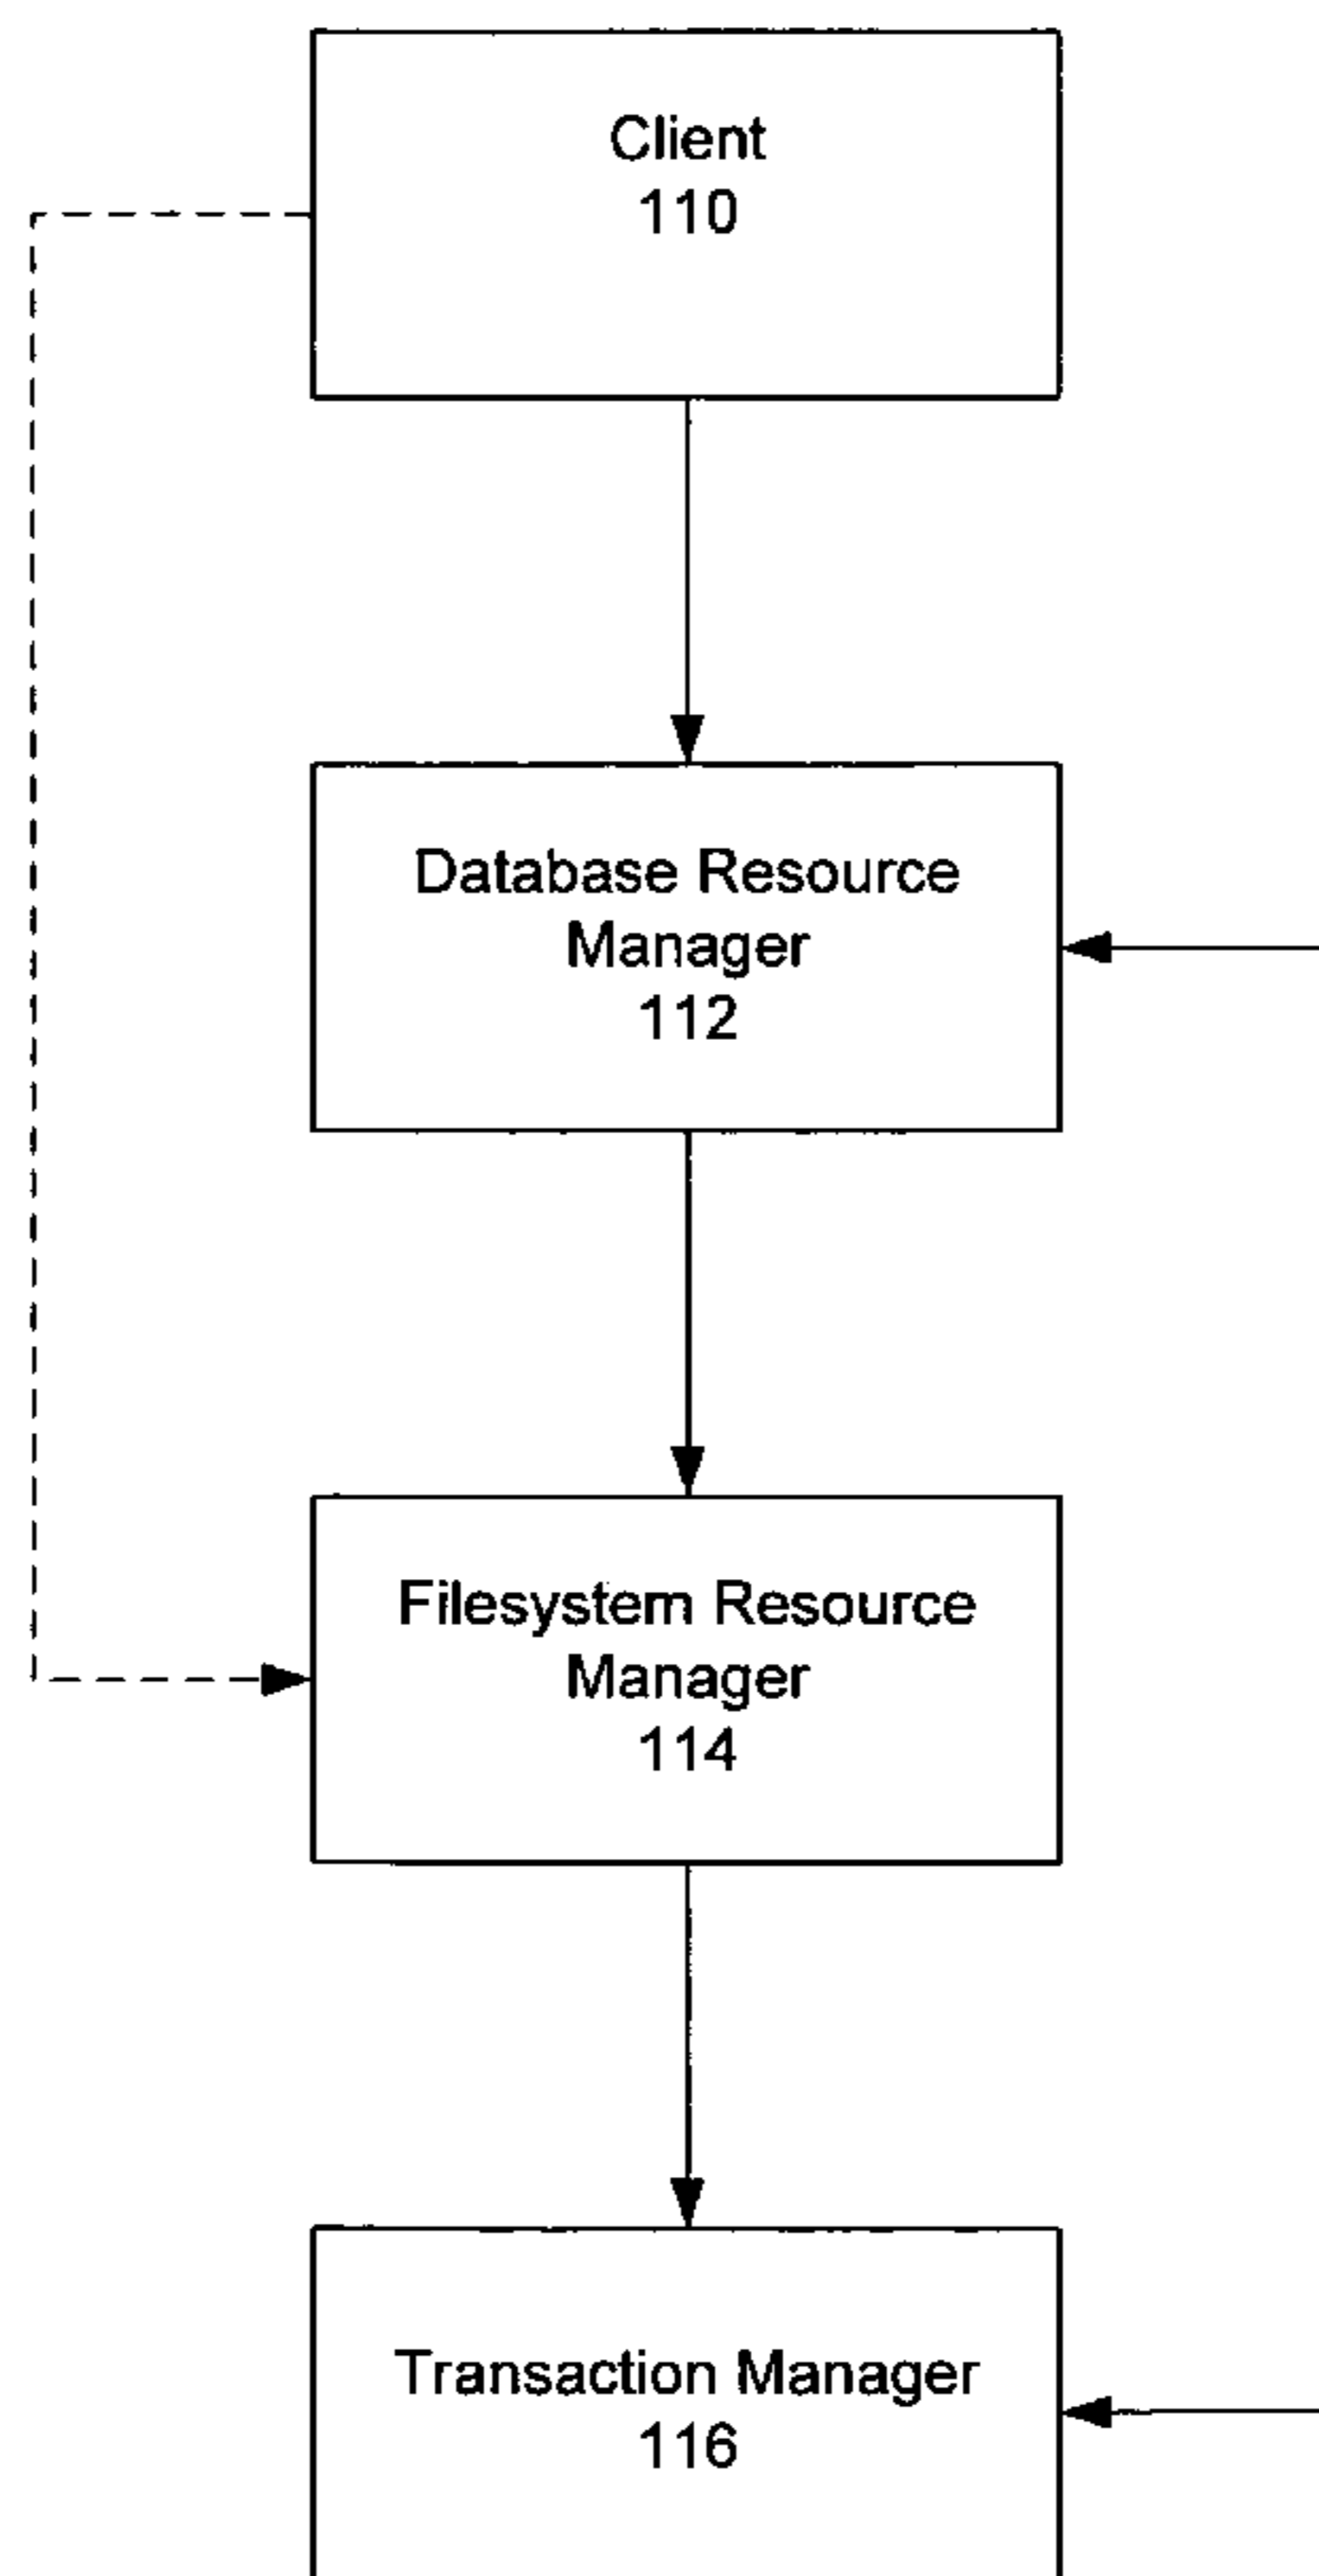 Client
110
Database Resource
Manager
112
Filesystem Resource
Manager
114
Transaction Manager
116